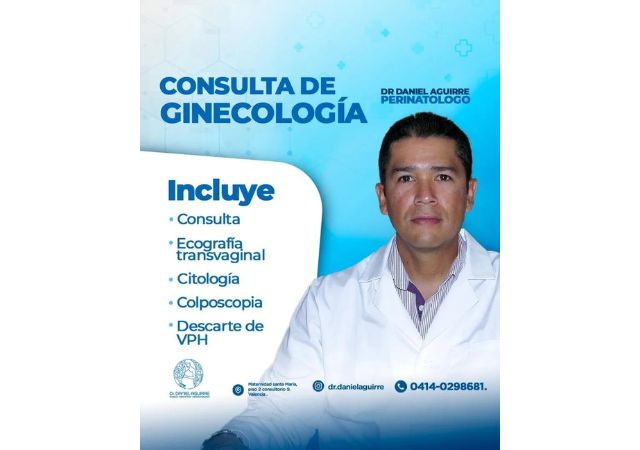 CONSULTA DE
GINECOLOGÍA
DR DANIEL AGUIRRE
PERINATOLOGO
Incluye
• Consulta
• Ecografía
transvaginal
• Citología
• Colposcopia
• Descarte de
VPH
Dr. DANIEL AGUIRRE
Maternidad santa María,
piso 2 consultorio 9.
Valencia.
dr.danielaguirre
0414-0298681.